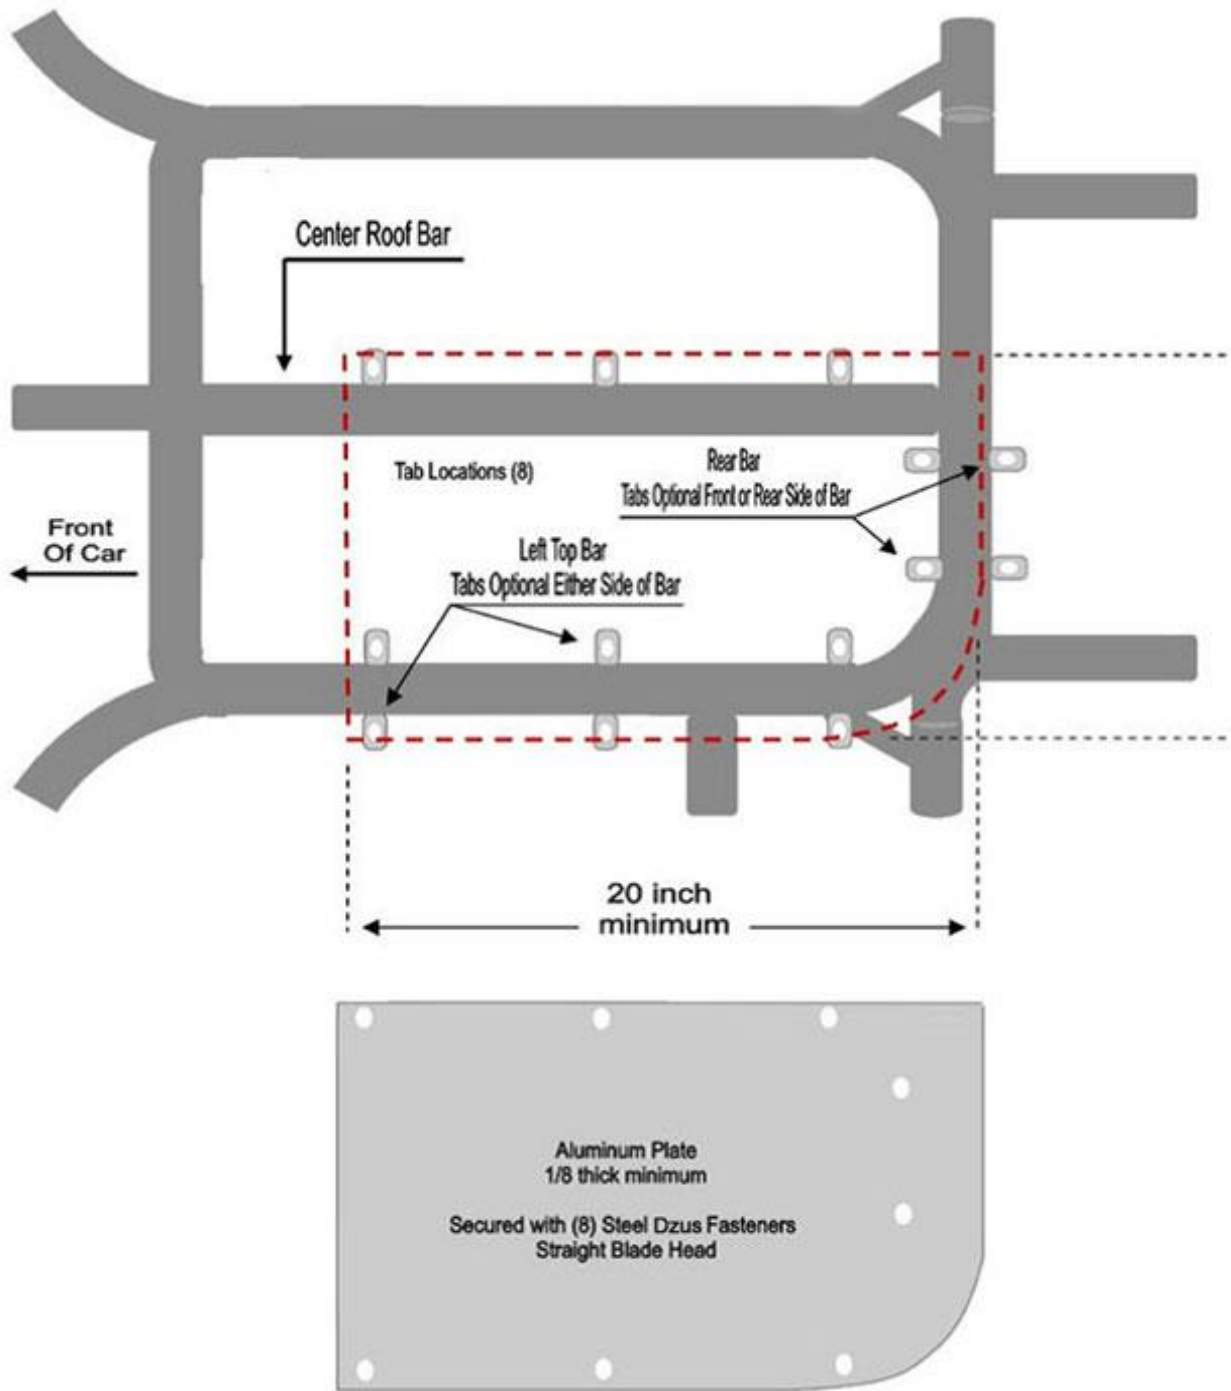 Center Roof Bar
Tab Locations (8)
Rear Bar
Tabs Optional Front or Rear Side of Bar
Front
Of Car
Left Top Bar
Tabs Optional Either Side of Bar
20 inch
minimum
Aluminum Plate
1/8 thick minimum
Secured with (8) Steel Dzus Fasteners
Straight Blade Head